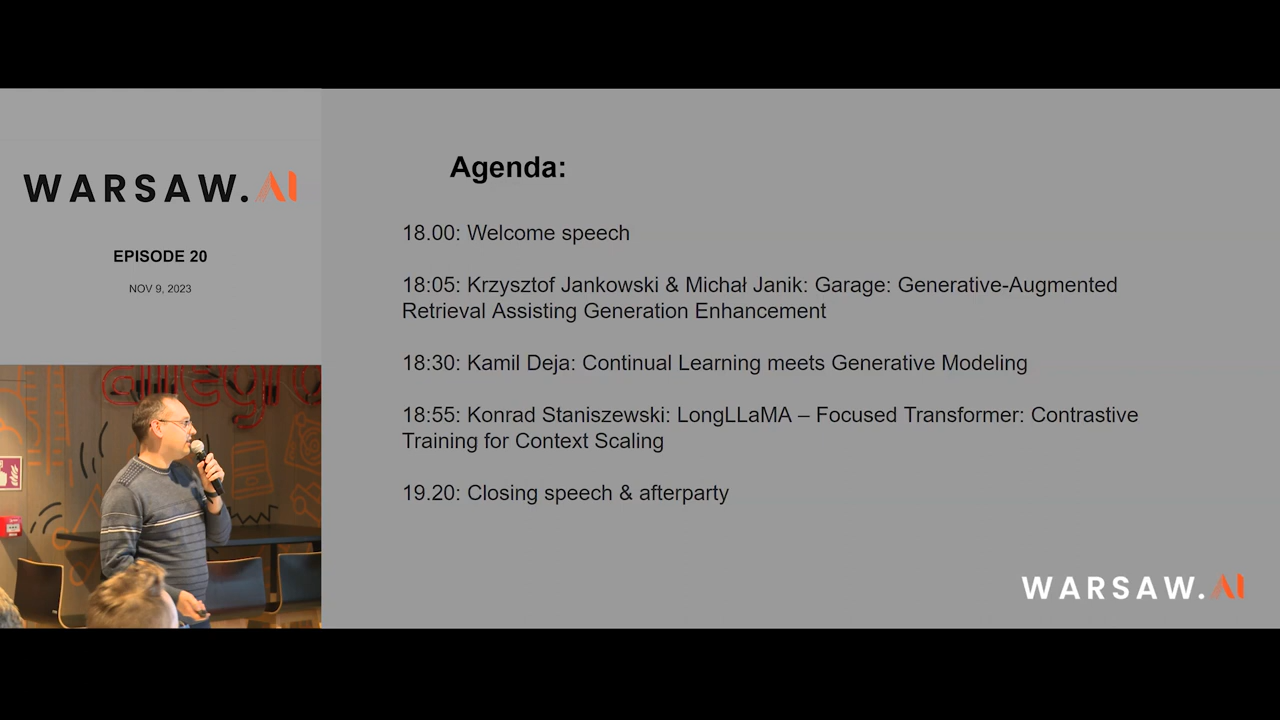 WARSAW.AI
EPISODE 20
NOV 9, 2023
allegro
Agenda:
18.00: Welcome speech
18:05: Krzysztof Jankowski & Michał Janik: Garage: Generative-Augmented
Retrieval Assisting Generation Enhancement
18:30: Kamil Deja: Continual Learning meets Generative Modeling
18:55: Konrad Staniszewski: LongLLaMA – Focused Transformer: Contrastive
Training for Context Scaling
19.20: Closing speech & afterparty
WARSAW.AI